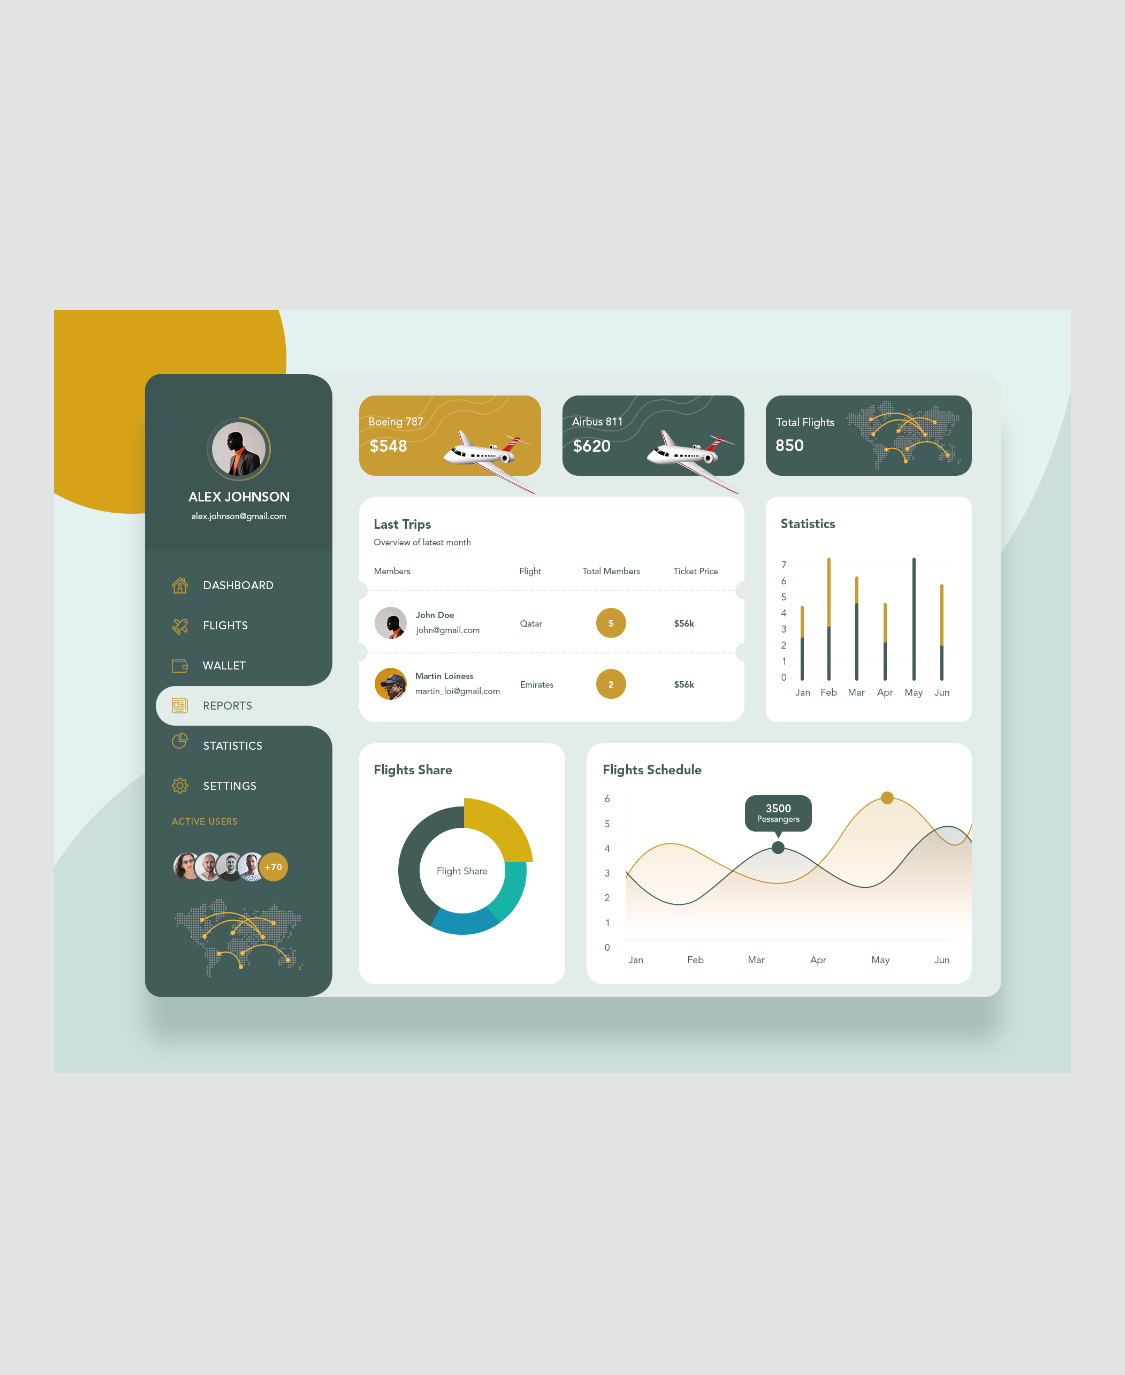 ALEX JOHNSON
alex.johnson@gmail.com
DASHBOARD
FLIGHTS
WALLET
REPORTS
STATISTICS
SETTINGS
ACTIVE USERS
+70
Boeing 787
$548
Airbus 811
$620
Total Flights
850
Last Trips
Overview of latest month
Members Flight Total Members Ticket Price
John Doe
john@gmail.com
Qatar 5 $56k
Martin Loiness
martin_loi@gmail.com
Emirates 2 $56k
Statistics
7
6
5
4
3
2
1
0
Jan Feb Mar Apr May Jun
Flights Share
Flight Share
Flights Schedule
6
5
4
3
2
1
0
3500
Pessangers
Jan Feb Mar Apr May Jun